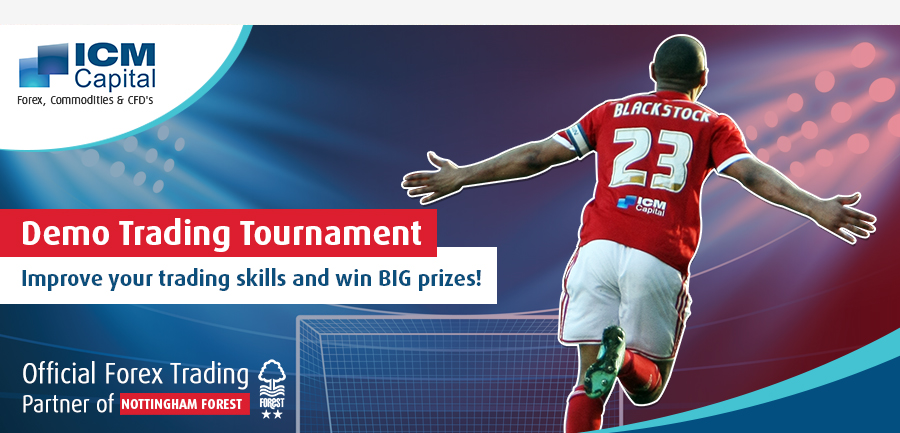 ICM
Capital
Forex, Commodities & CFD's
BLACKSTOCK
23
ICM
Capital
Demo Trading Tournament
Improve your trading skills and win BIG prizes!
Official Forex Trading
Partner of NOTTINGHAM FOREST
FOREST